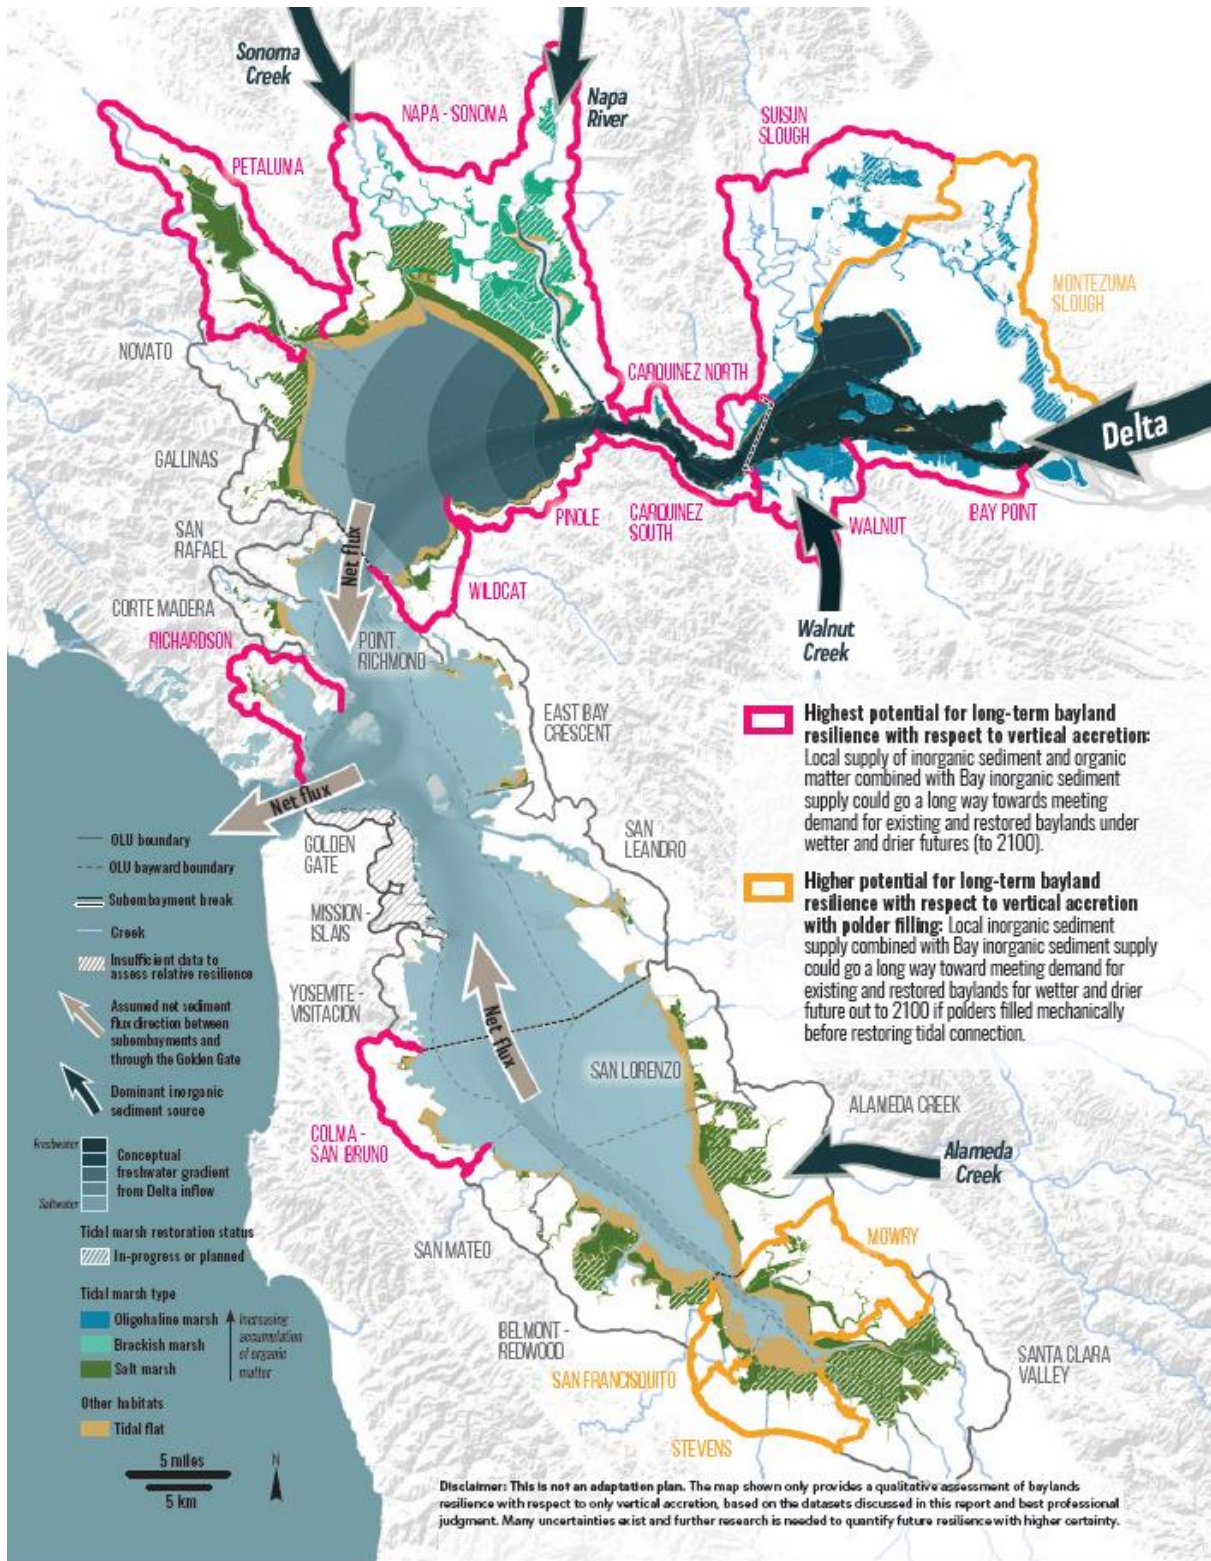 Sonoma
Creek
Napa
River
NAPA - SONOMA
PETALUMA
SUISUN
SLOUGH
MONTEZUMA
SLOUGH
NOVATO
CARQUINEZ NORTH
Delta
GALLINAS
PINOLE
CARQUINEZ
SOUTH
WALNUT
BAY POINT
SAN
RAFAEL
Net flux
WILDCAT
CORTE MADERA
RICHARDSON
POINT
RICHMOND
Walnut
Creek
EAST BAY
CRESCENT
Net flux
Highest potential for long-term bayland
resilience with respect to vertical accretion:
Local supply of inorganic sediment and organic
matter combined with Bay inorganic sediment
supply could go a long way towards meeting
demand for existing and restored baylands under
wetter and drier futures (to 2100).
Higher potential for long-term bayland
resilience with respect to vertical accretion
with polder filling: Local inorganic sediment
supply combined with Bay inorganic sediment supply
could go a long way toward meeting demand for
existing and restored baylands for wetter and drier
future out to 2100 if polders filled mechanically
before restoring tidal connection.
GOLDEN
GATE
SAN
LEANDRO
MISSION -
ISLAIS
YOSEMITE -
VISITACION
Net flux
SAN LORENZO
ALAMEDA CREEK
COLMA -
SAN BRUNO
Alameda
Creek
SAN MATEO
MOWRY
BELMONT -
REDWOOD
SAN FRANCISQUITO
SANTA CLARA
VALLEY
STEVENS
OLU boundary
OLU bayward boundary
Subembayment break
Creek
Insufficient data to
assess relative resilience
Assumed net sediment
flux direction between
subembayments and
through the Golden Gate
Dominant inorganic
sediment source
Freshwater
Conceptual
freshwater gradient
from Delta inflow
Saltwater
Tidal marsh restoration status
In-progress or planned
Tidal marsh type
Oligohaline marsh
Brackish marsh
Salt marsh
Increasing
accumulation
of organic
matter
Other habitats
Tidal flat
5 miles
5 km
N
Disclaimer: This is not an adaptation plan. The map shown only provides a qualitative assessment of baylands
resilience with respect to only vertical accretion, based on the datasets discussed in this report and best professional
judgment. Many uncertainties exist and further research is needed to quantify future resilience with higher certainty.